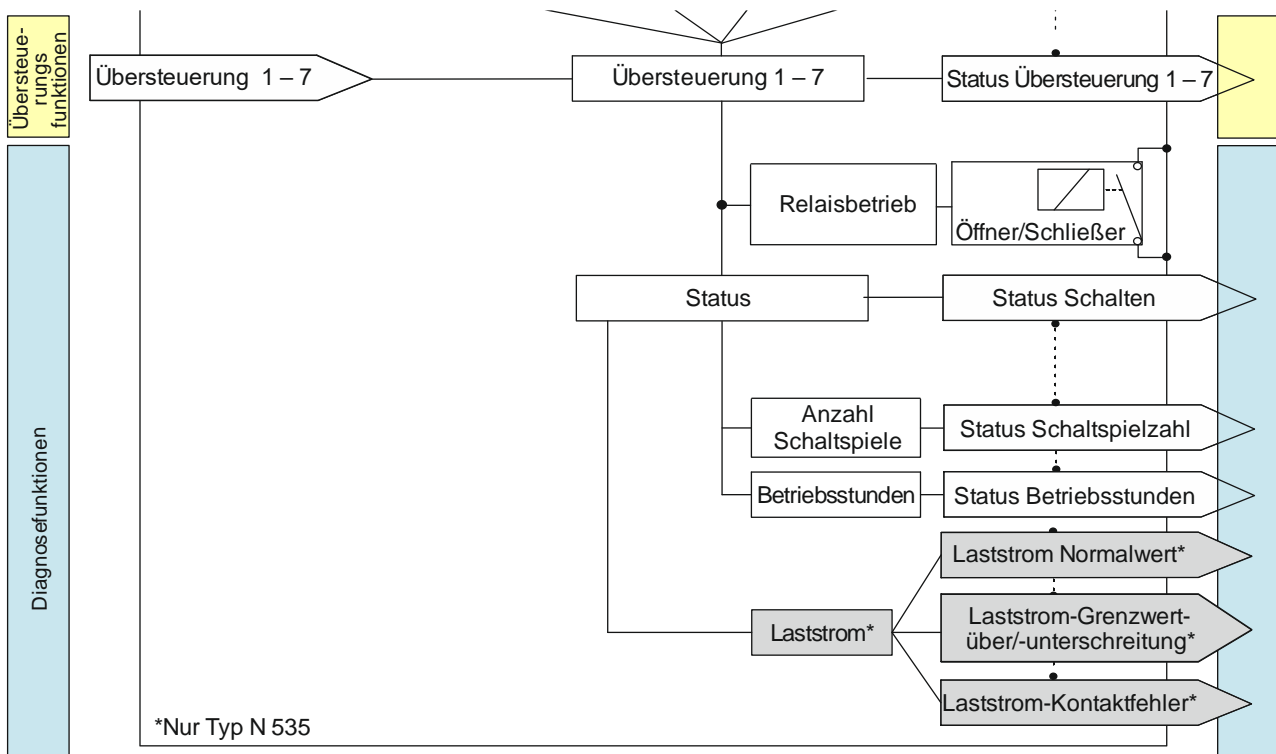 Übersteue-
rungs
funktionen
Übersteuerung 1 – 7
Übersteuerung 1 – 7
Status Übersteuerung 1 – 7
Diagnosefunktionen
Relaisbetrieb
Öffner/Schließer
Status
Status Schalten
Anzahl
Schaltspiele
Status Schaltspielzahl
Betriebsstunden
Status Betriebsstunden
Laststrom*
Laststrom Normalwert*
Laststrom-Grenzwert-
über/-unterschreitung*
Laststrom-Kontaktfehler*
*Nur Typ N 535